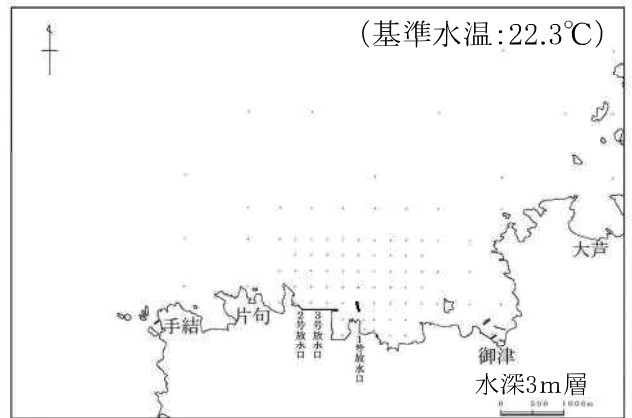 (基準水温:22.3℃)
大芦
手結
片句
2号放水口
3号放水口
1号放水口
御津
水深3m層
0 500 1000m